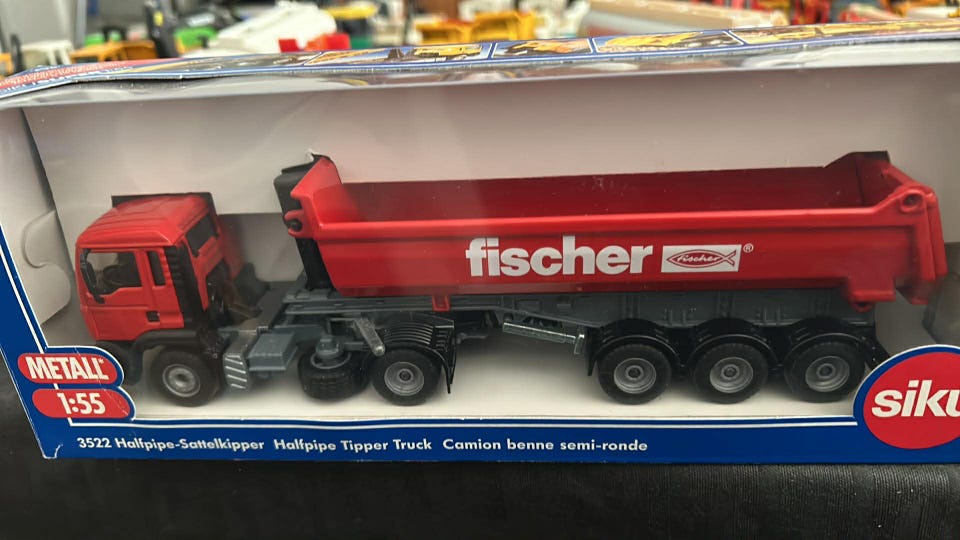 fischer
fischer
®
METALL
1:55
siku
3522 Halfpipe-Sattelkipper Halfpipe Tipper Truck Camion benne semi-ronde